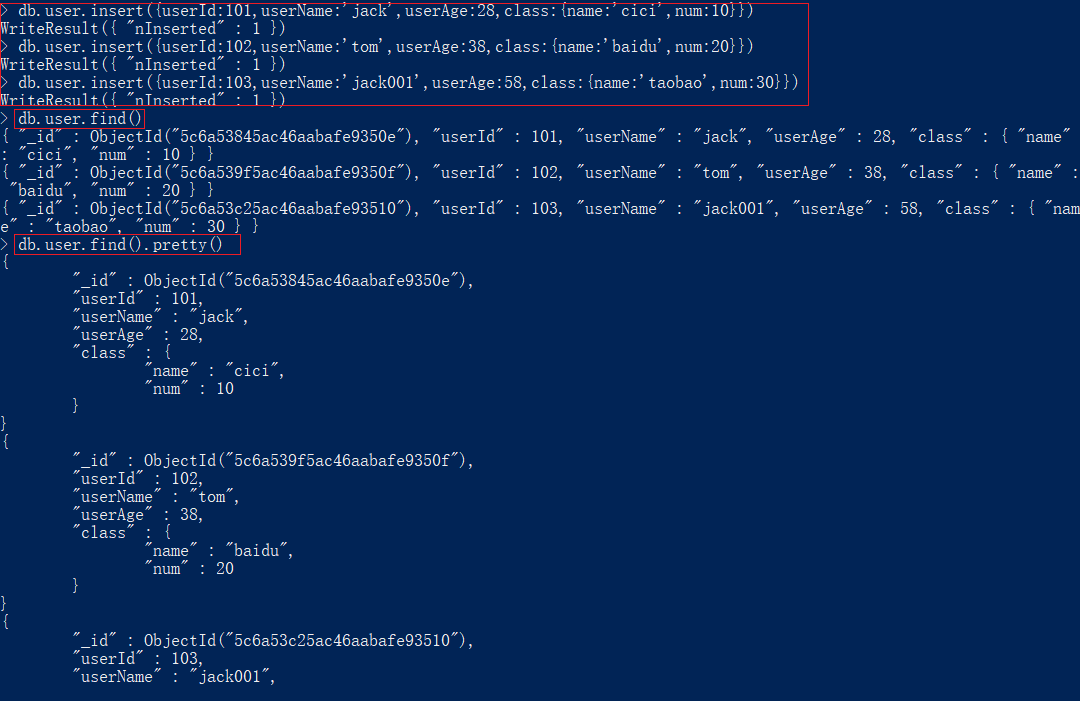 > db.user.insert({userId:101,userName:'jack',userAge:28,class:{name:'cici',num:10}})
WriteResult({ "nInserted" : 1 })
> db.user.insert({userId:102,userName:'tom',userAge:38,class:{name:'baidu',num:20}})
WriteResult({ "nInserted" : 1 })
> db.user.insert({userId:103,userName:'jack001',userAge:58,class:{name:'taobao',num:30}})
WriteResult({ "nInserted" : 1 })
> db.user.find()
{ "_id" : ObjectId("5c6a53845ac46aabafe9350e"), "userId" : 101, "userName" : "jack", "userAge" : 28, "class" : { "name"
: "cici", "num" : 10 } }
{ "_id" : ObjectId("5c6a539f5ac46aabafe9350f"), "userId" : 102, "userName" : "tom", "userAge" : 38, "class" : { "name" :
"baidu", "num" : 20 } }
{ "_id" : ObjectId("5c6a53c25ac46aabafe93510"), "userId" : 103, "userName" : "jack001", "userAge" : 58, "class" : { "nam
e" : "taobao", "num" : 30 } }
> db.user.find().pretty()
{
        "_id" : ObjectId("5c6a53845ac46aabafe9350e"),
        "userId" : 101,
        "userName" : "jack",
        "userAge" : 28,
        "class" : {
                "name" : "cici",
                "num" : 10
        }
}
{
        "_id" : ObjectId("5c6a539f5ac46aabafe9350f"),
        "userId" : 102,
        "userName" : "tom",
        "userAge" : 38,
        "class" : {
                "name" : "baidu",
                "num" : 20
        }
}
{
        "_id" : ObjectId("5c6a53c25ac46aabafe93510"),
        "userId" : 103,
        "userName" : "jack001",